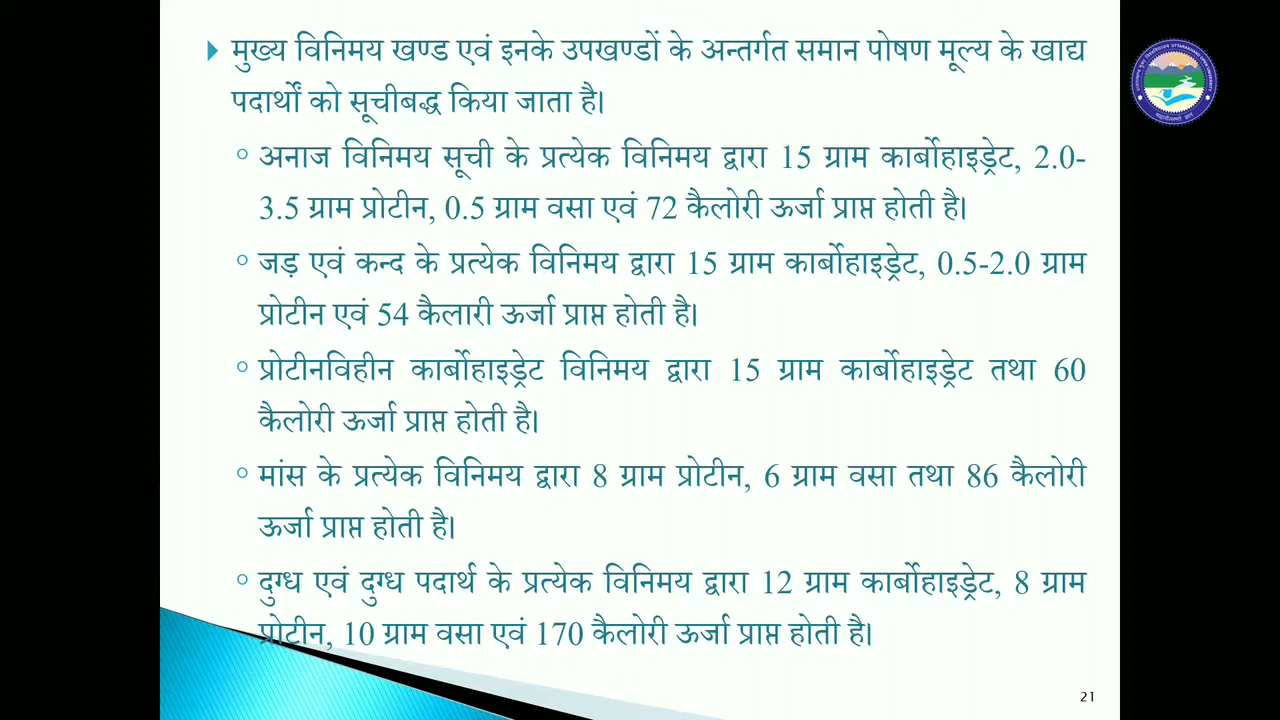 मुख्य विनिमय खण्ड एवं इनके उपखण्डों के अन्तर्गत समान पोषण मूल्य के खाद्य
पदार्थों को सूचीबद्ध किया जाता है।
अनाज विनिमय सूची के प्रत्येक विनिमय द्वारा 15 ग्राम कार्बोहाइड्रेट, 2.0-
3.5 ग्राम प्रोटीन, 0.5 ग्राम वसा एवं 72 कैलोरी ऊर्जा प्राप्त होती है।
जड़ एवं कन्द के प्रत्येक विनिमय द्वारा 15 ग्राम कार्बोहाइड्रेट, 0.5-2.0 ग्राम
प्रोटीन एवं 54 कैलारी ऊर्जा प्राप्त होती है।
प्रोटीनविहीन कार्बोहाइड्रेट विनिमय द्वारा 15 ग्राम कार्बोहाइड्रेट तथा 60
कैलोरी ऊर्जा प्राप्त होती है।
मांस के प्रत्येक विनिमय द्वारा 8 ग्राम प्रोटीन, 6 ग्राम वसा तथा 86 कैलोरी
ऊर्जा प्राप्त होती है।
दुग्ध एवं दुग्ध पदार्थ के प्रत्येक विनिमय द्वारा 12 ग्राम कार्बोहाइड्रेट, 8 ग्राम
प्रोटीन, 10 ग्राम वसा एवं 170 कैलोरी ऊर्जा प्राप्त होती है।
21